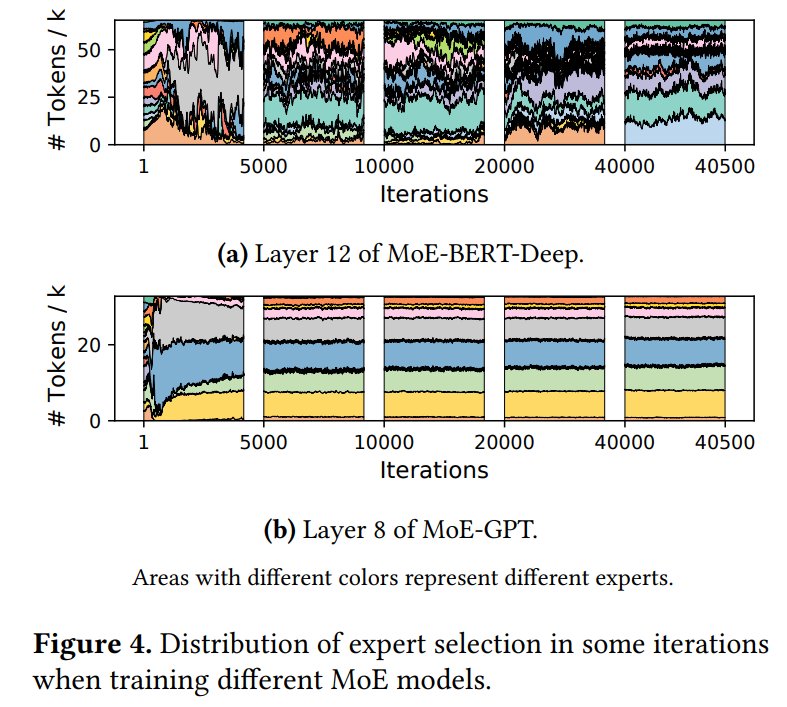 # Tokens / k
50
25
0
1 5000 10000 20000 40000 40500
Iterations
(a) Layer 12 of MoE-BERT-Deep.
# Tokens / k
20
0
1 5000 10000 20000 40000 40500
Iterations
(b) Layer 8 of MoE-GPT.
Areas with different colors represent different experts.
Figure 4. Distribution of expert selection in some iterations
when training different MoE models.